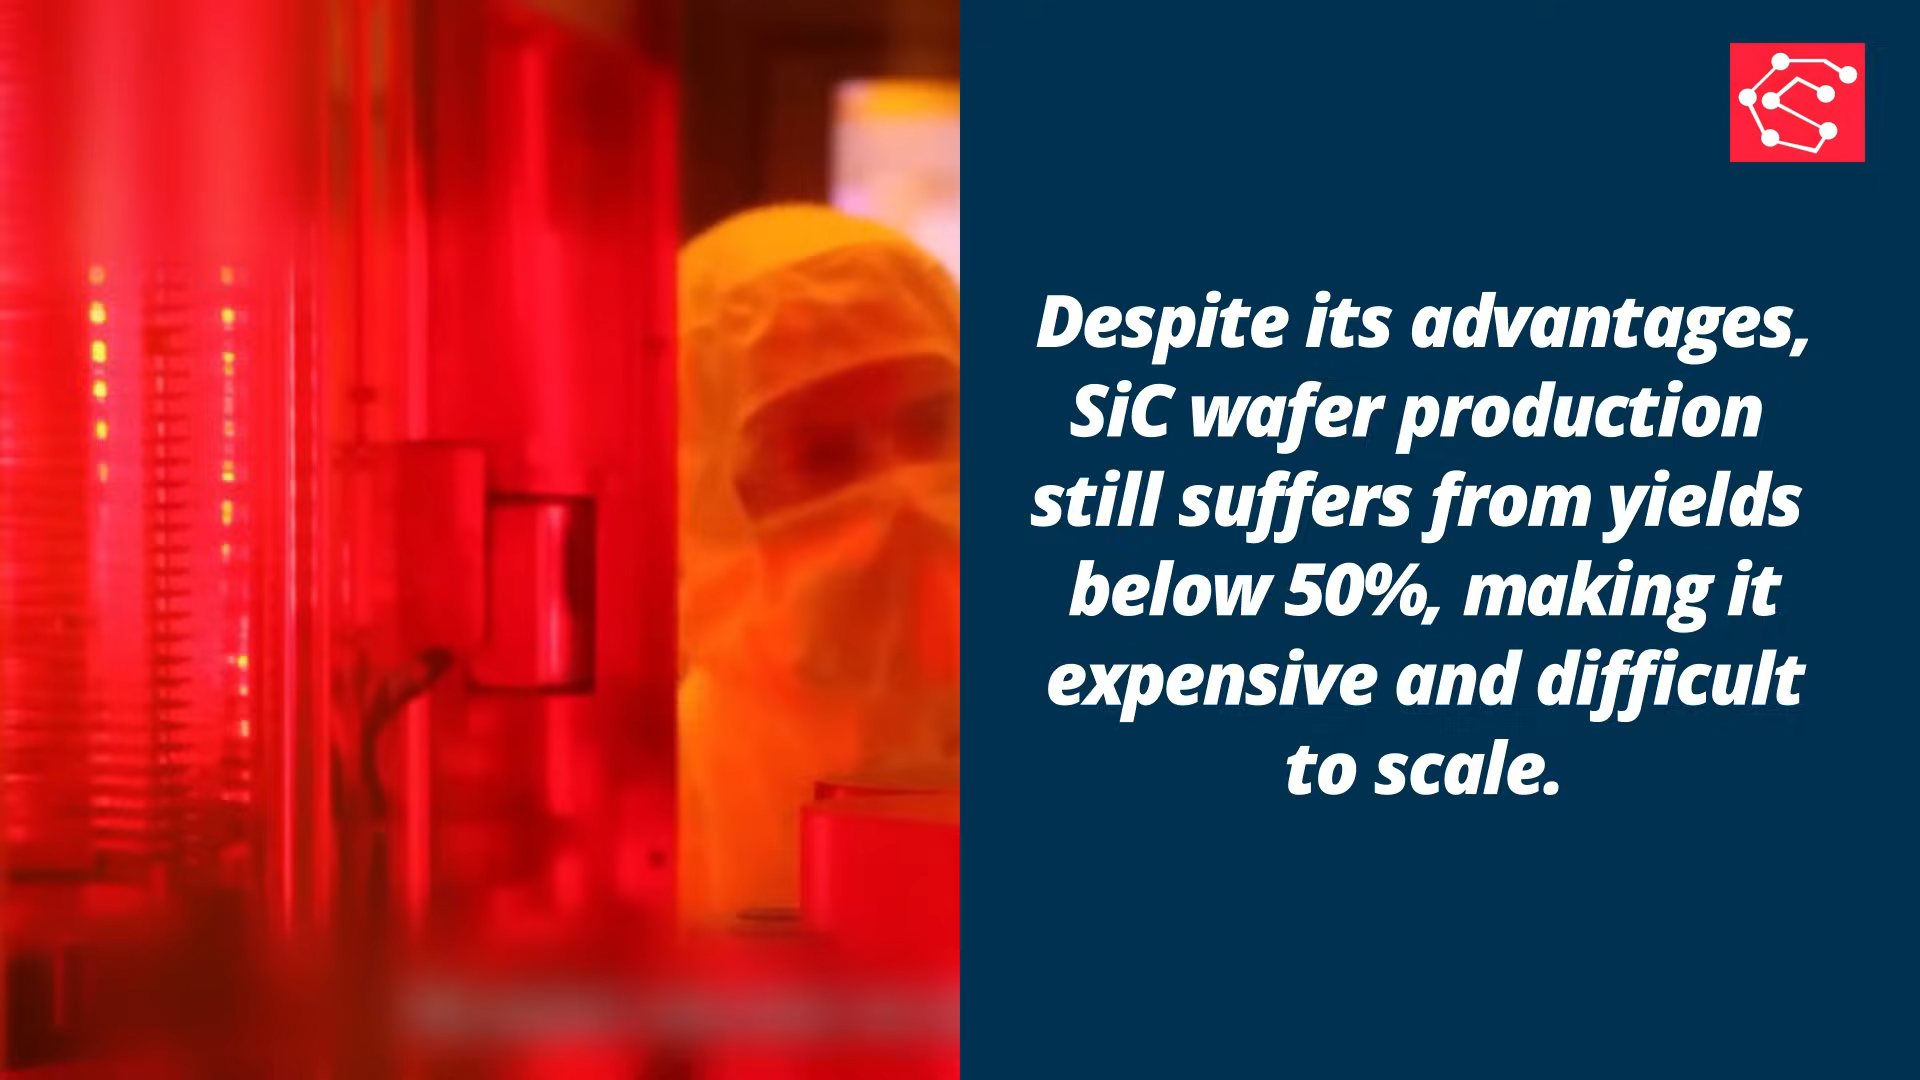 Despite its advantages,
SiC wafer production
still suffers from yields
below 50%, making it
expensive and difficult
to scale.